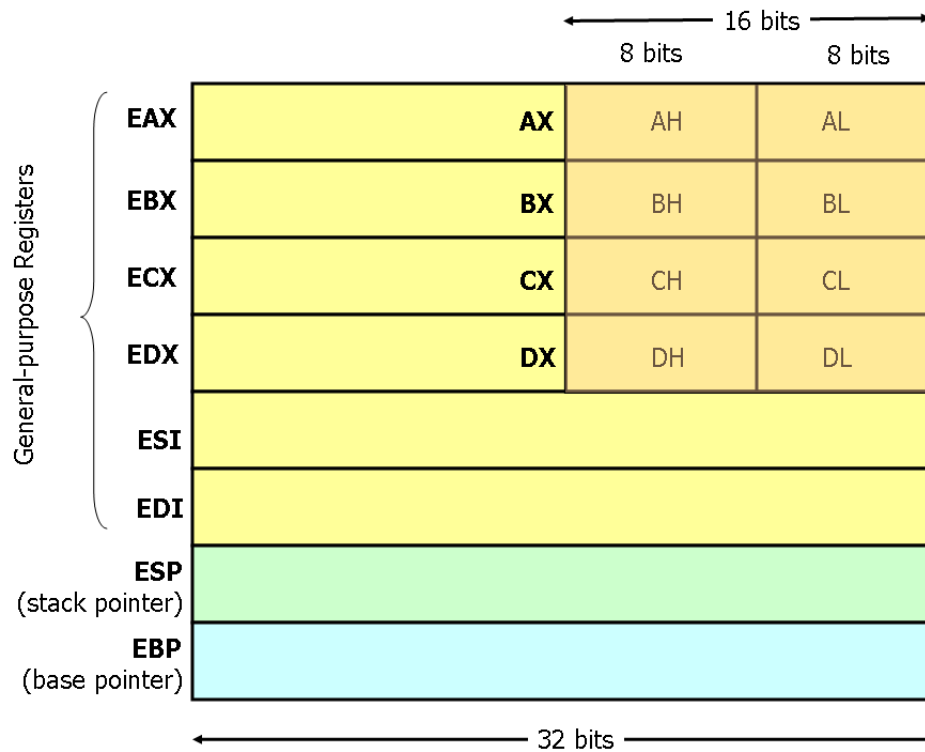 16 bits
8 bits 8 bits
General-purpose Registers
EAX AX AH AL
EBX BX BH BL
ECX CX CH CL
EDX DX DH DL
ESI
EDI
ESP
(stack pointer)
EBP
(base pointer)
32 bits